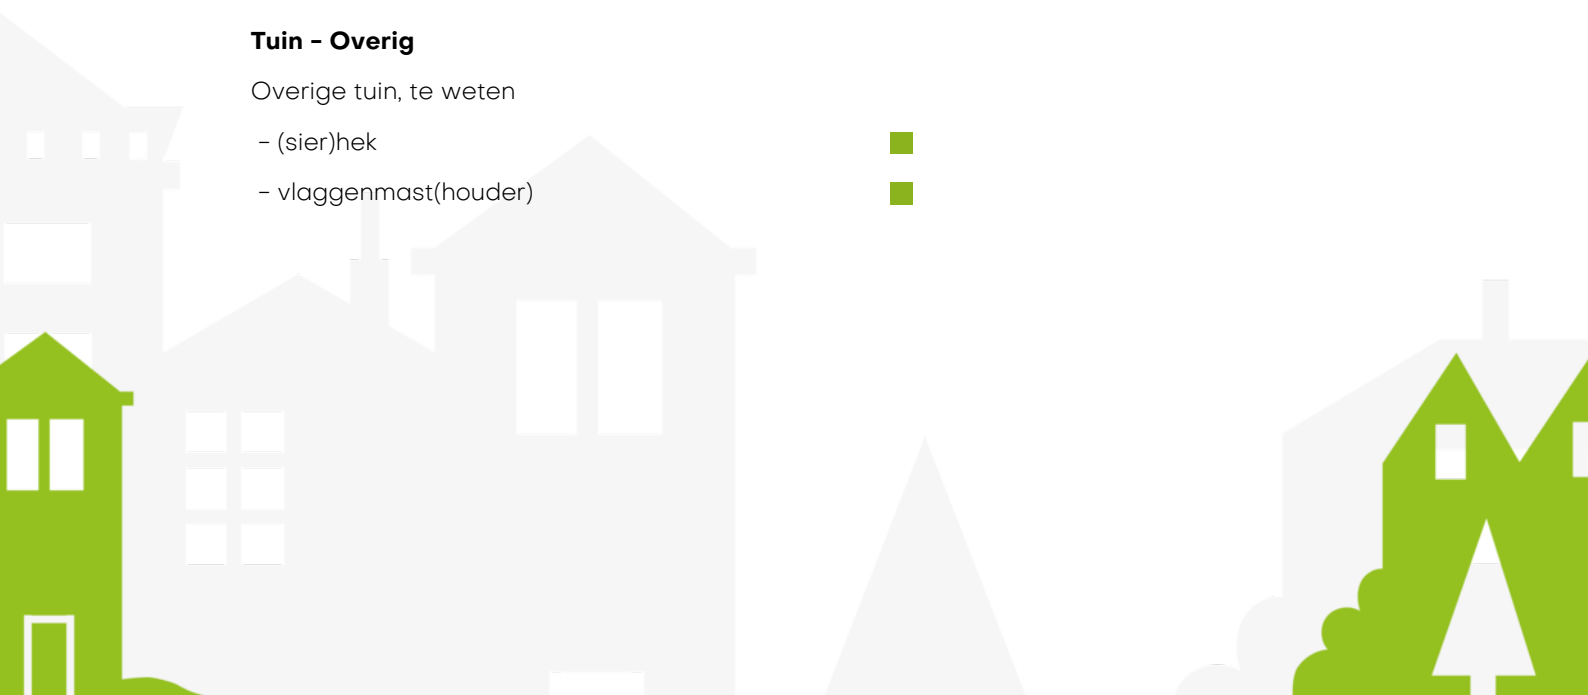 Tuin - Overig
Overige tuin, te weten
- (sier)hek
- vlaggenmast(houder)